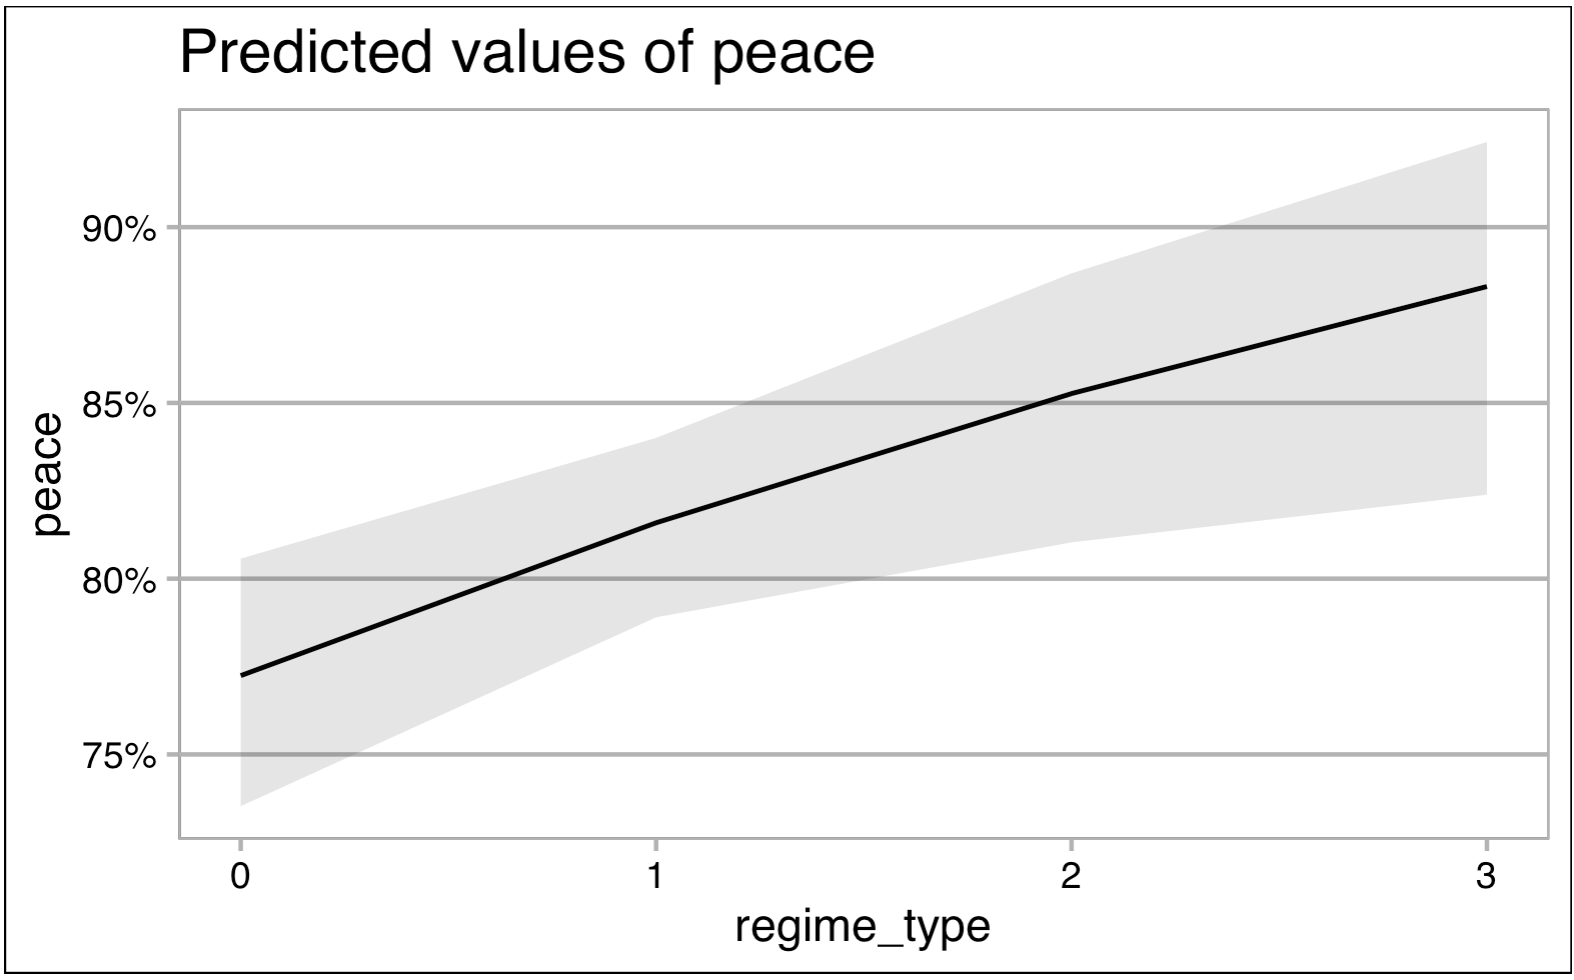 Predicted values of peace
90%
85%
80%
75%
peace
0 1 2 3
regime_type